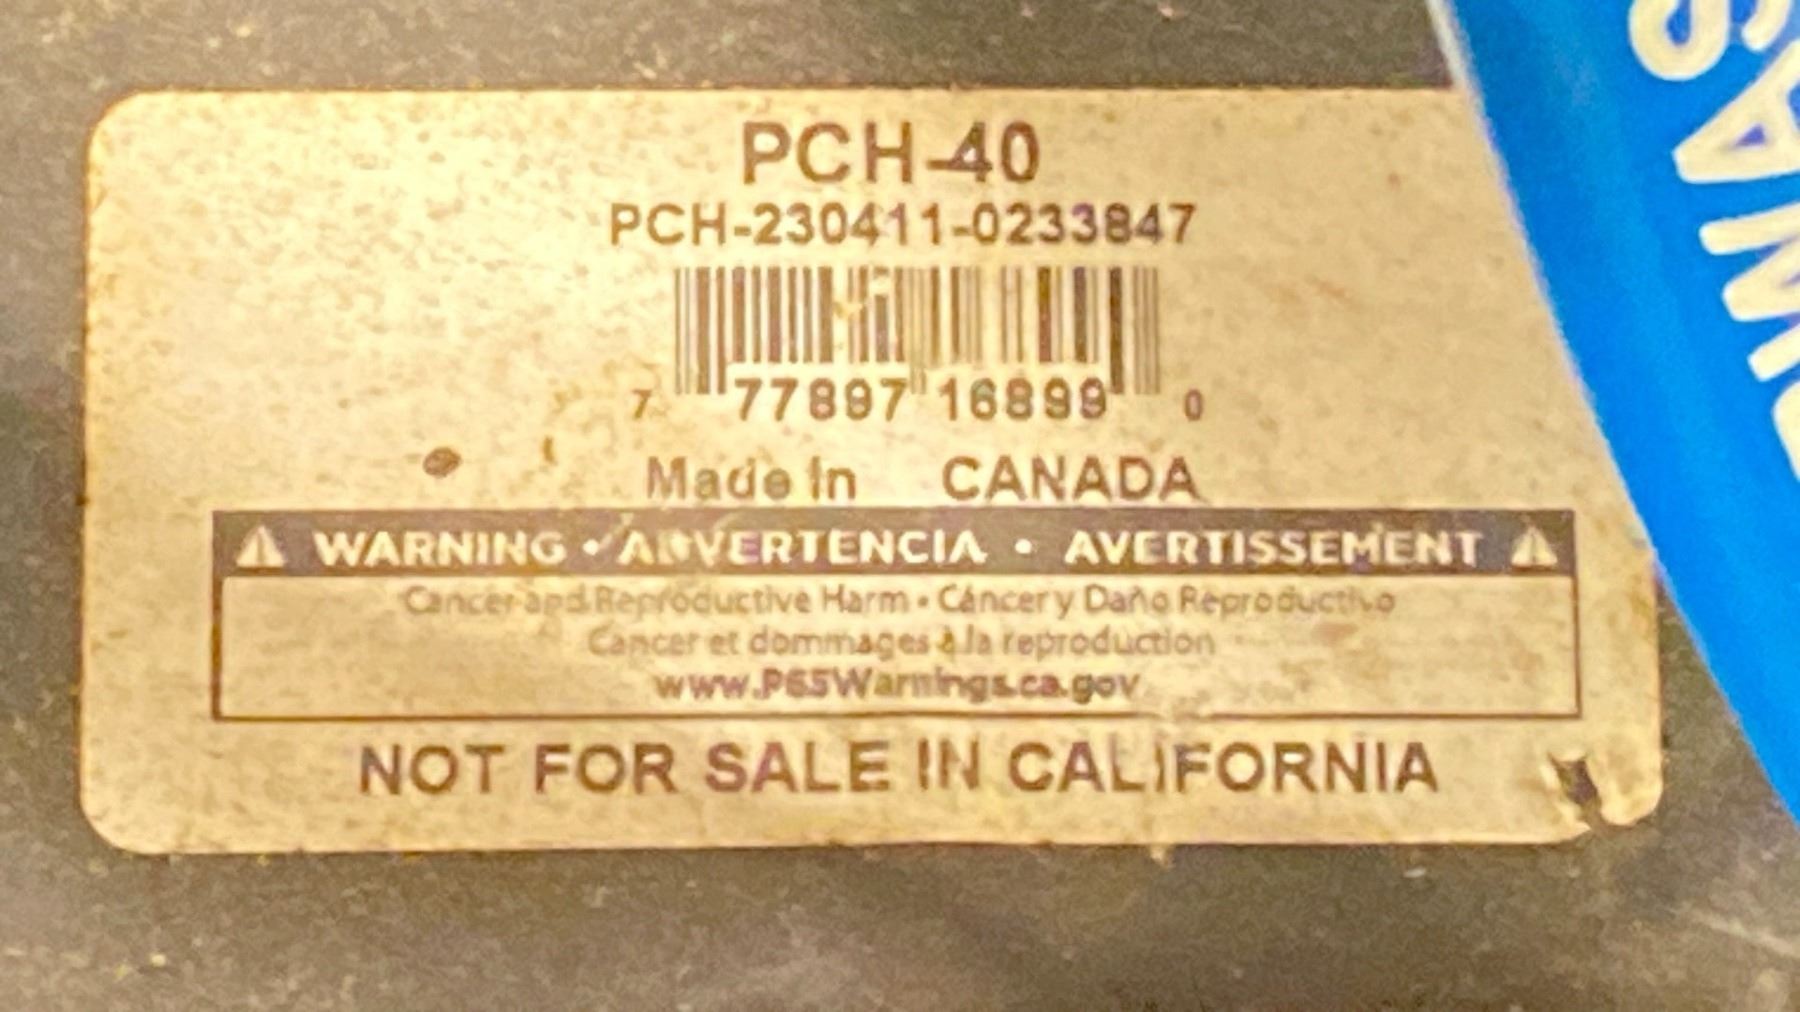 PCH-40
PCH-230411-0233847
7 77897 16899 0
Made In CANADA
WARNING • ADVERTENCIA • AVERTISSEMENT
Cancer and Reproductive Harm • Cáncer y Daño Reproductivo
Cancer et dommages à la reproduction
www.P65Warnings.ca.gov
NOT FOR SALE IN CALIFORNIA